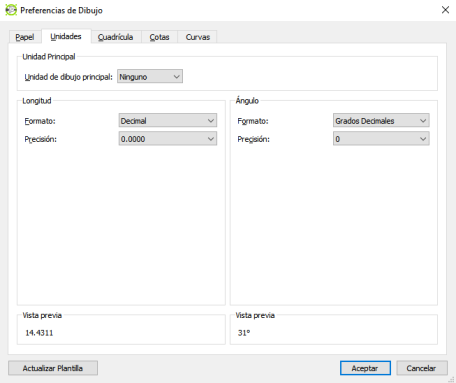 Preferencias de Dibujo
Papel Unidades Cuadrícula Cotas Curvas
Unidad Principal
Unidad de dibujo principal: Ninguno
Longitud
Formato: Decimal
Precisión: 0.0000
Ángulo
Formato: Grados Decimales
Precisión: 0
Vista previa
14.4311
Vista previa
31°
Actualizar Plantilla Aceptar Cancelar